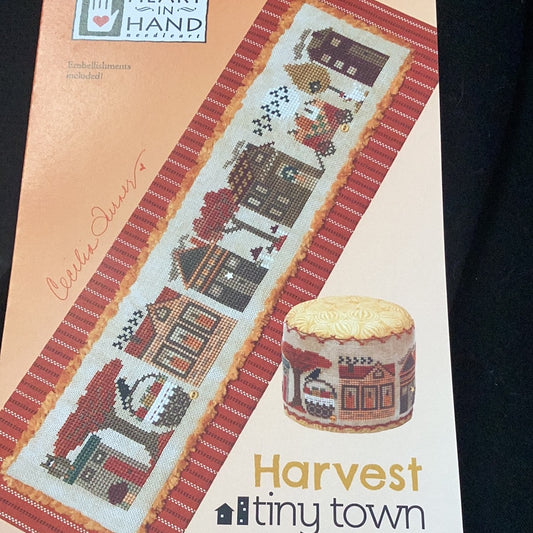 HEART
IN
HAND
needleart
Embellishments
included!
Cecilia Turner
Harvest
tiny town